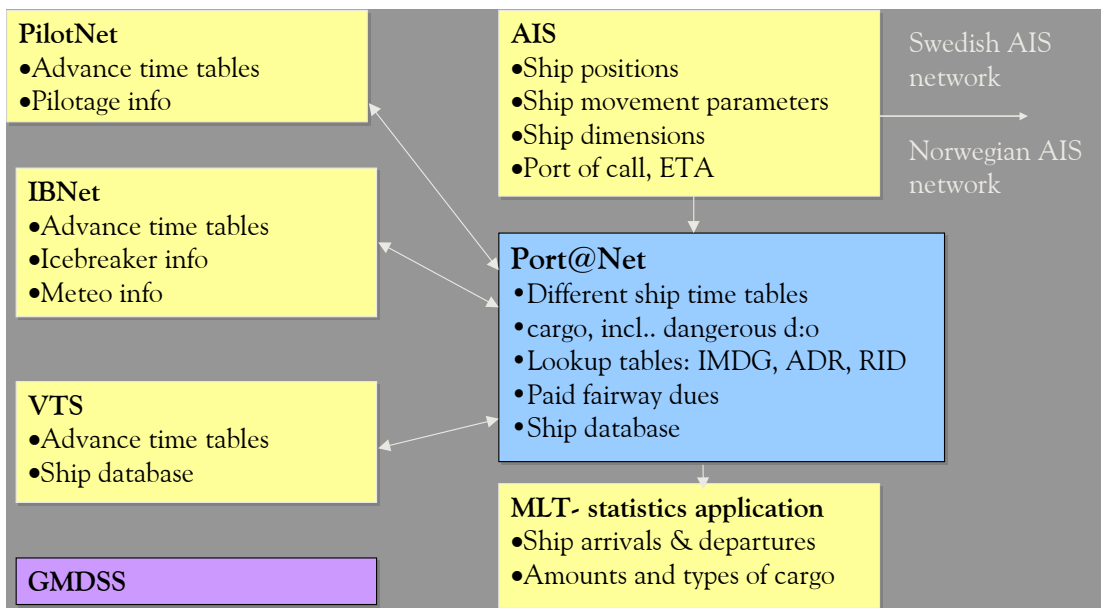 PilotNet
•Advance time tables
•Pilotage info
IBNet
•Advance time tables
•Icebreaker info
•Meteo info
VTS
•Advance time tables
•Ship database
GMDSS
AIS
•Ship positions
•Ship movement parameters
•Ship dimensions
•Port of call, ETA
Swedish AIS
network
Norwegian AIS
network
Port@Net
•Different ship time tables
•cargo, incl.. dangerous d:o
•Lookup tables: IMDG, ADR, RID
•Paid fairway dues
•Ship database
MLT- statistics application
•Ship arrivals & departures
•Amounts and types of cargo